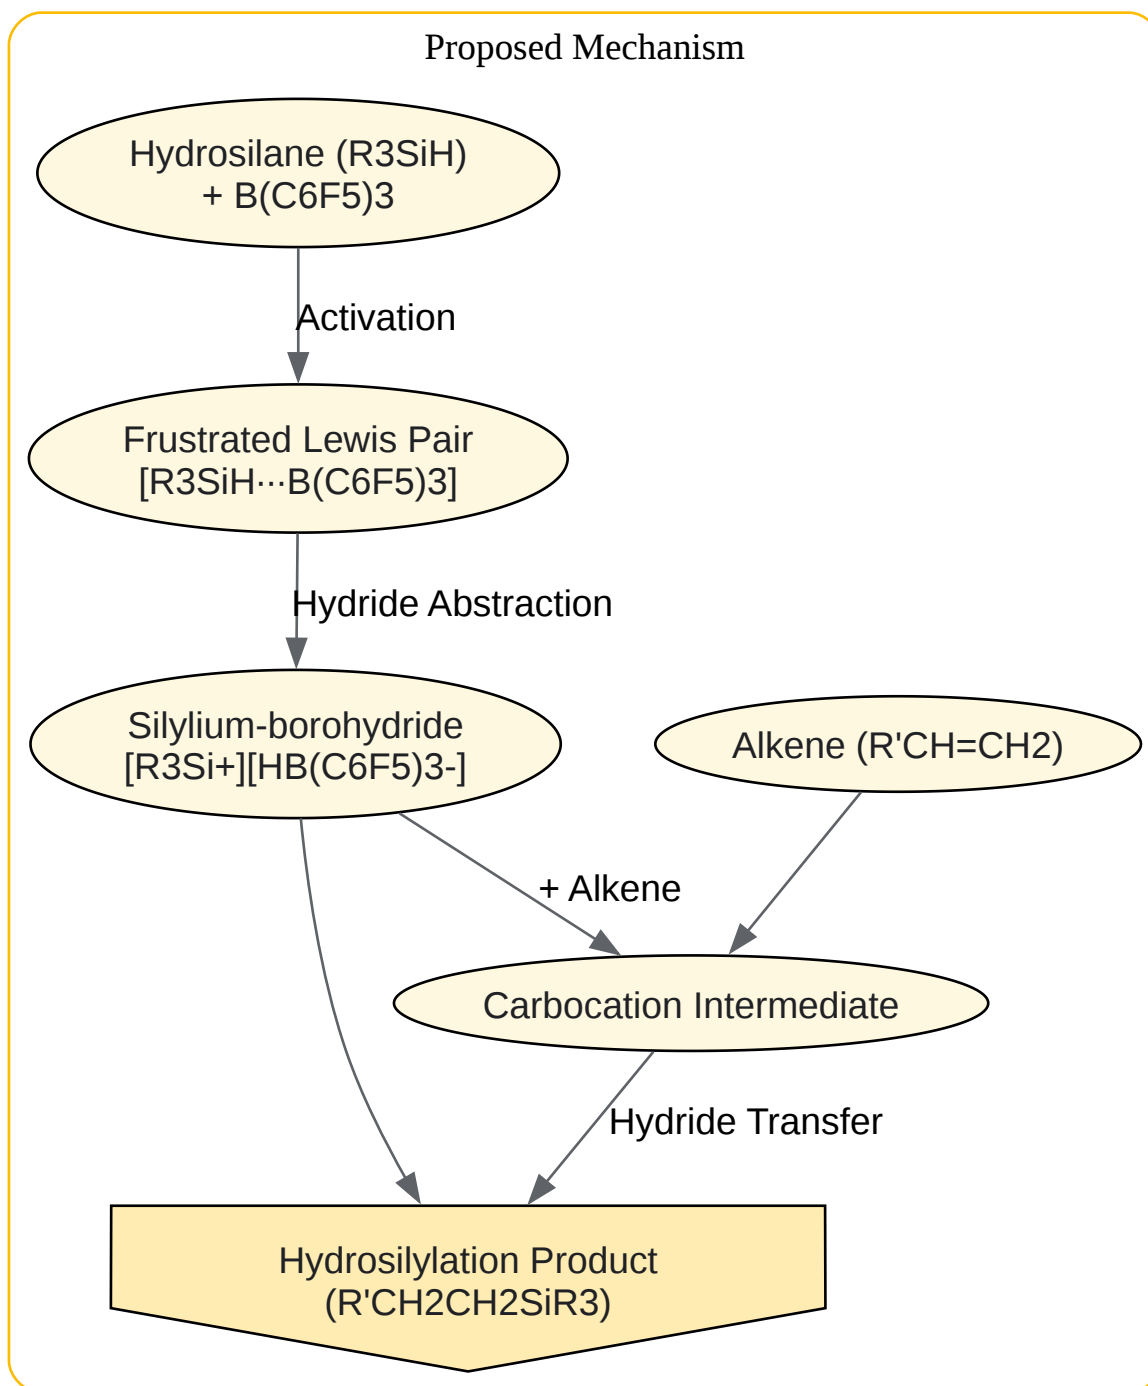 Proposed Mechanism
Hydrosilane (R3SiH)
+ B(C6F5)3
Activation
Frustrated Lewis Pair
[R3SiH···B(C6F5)3]
Hydride Abstraction
Silylium-borohydride
[R3Si+][HB(C6F5)3-]
Alkene (R'CH=CH2)
+ Alkene
Carbocation Intermediate
Hydride Transfer
Hydrosilylation Product
(R'CH2CH2SiR3)